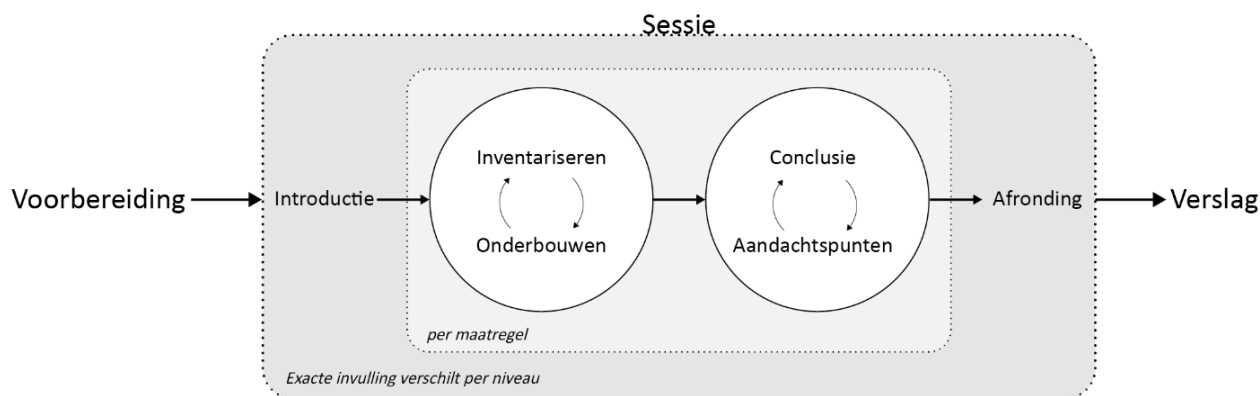 Sessie
Voorbereiding
Introductie
Inventariseren
Onderbouwen
Conclusie
Aandachtspunten
Afronding
Verslag
per maatregel
Exacte invulling verschilt per niveau